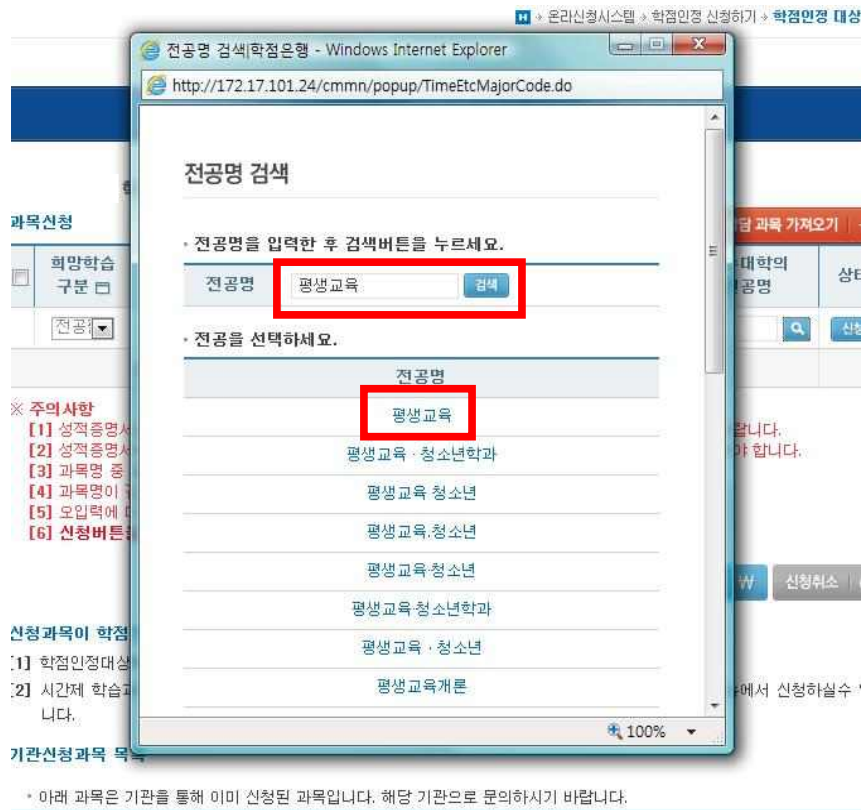 H › 온라신청시스템 › 학점인정 신청하기 › 학점인정 대상
전공명 검색|학점은행 - Windows Internet Explorer
http://172.17.101.24/cmmn/popup/TimeEtcMajorCode.do
전공명 검색
과목신청
과목 가져오기
· 전공명을 입력한 후 검색버튼을 누르세요.
희망학습
구분
대학의
공명
전공명 평생교육 검색
· 전공을 선택하세요.
전공명
※ 주의사항
평생교육
[1] 성적증명
[2] 성적증명
합니다.
평생교육 · 청소년학과
[3] 과목명 중
[4] 과목명이
평생교육 청소년
[5] 오입력에
[6] 신청버튼
평생교육.청소년
평생교육·청소년
신청취소
평생교육·청소년학과
신청과목이 학점
평생교육 · 청소년
[1] 학점인정대상
[2] 시간제 학습
에서 신청하실수
평생교육개론
니다.
100%
기관신청과목 목록
• 아래 과목은 기관을 통해 이미 신청된 과목입니다. 해당 기관으로 문의하시기 바랍니다.